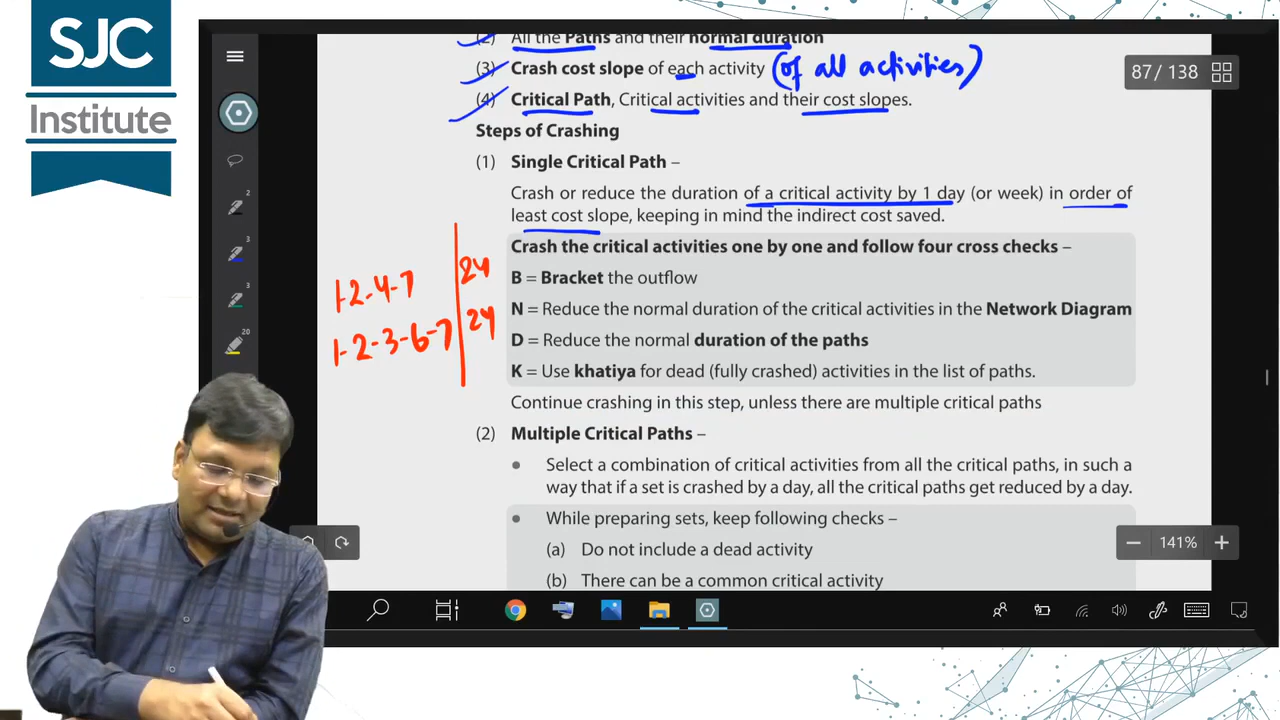 SJC
Institute
87 / 138
(2) All the Paths and their normal duration
(3) Crash cost slope of each activity (of all activities)
(4) Critical Path, Critical activities and their cost slopes.
Steps of Crashing
(1) Single Critical Path –
Crash or reduce the duration of a critical activity by 1 day (or week) in order of
least cost slope, keeping in mind the indirect cost saved.
Crash the critical activities one by one and follow four cross checks –
B = Bracket the outflow
N = Reduce the normal duration of the critical activities in the Network Diagram
D = Reduce the normal duration of the paths
K = Use khatiya for dead (fully crashed) activities in the list of paths.
1-2-4-7 24
1-2-3-6-7 24
Continue crashing in this step, unless there are multiple critical paths
(2) Multiple Critical Paths –
• Select a combination of critical activities from all the critical paths, in such a
way that if a set is crashed by a day, all the critical paths get reduced by a day.
• While preparing sets, keep following checks –
(a) Do not include a dead activity
(b) There can be a common critical activity
2
3
3
20
141%